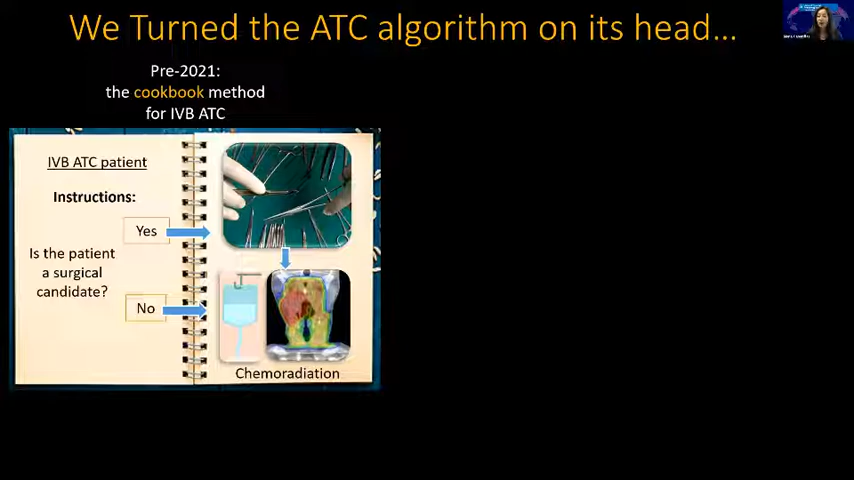 We Turned the ATC algorithm on its head...
Pre-2021:
the cookbook method
for IVB ATC
IVB ATC patient
Instructions:
Yes
Is the patient
a surgical
candidate?
No
Chemoradiation